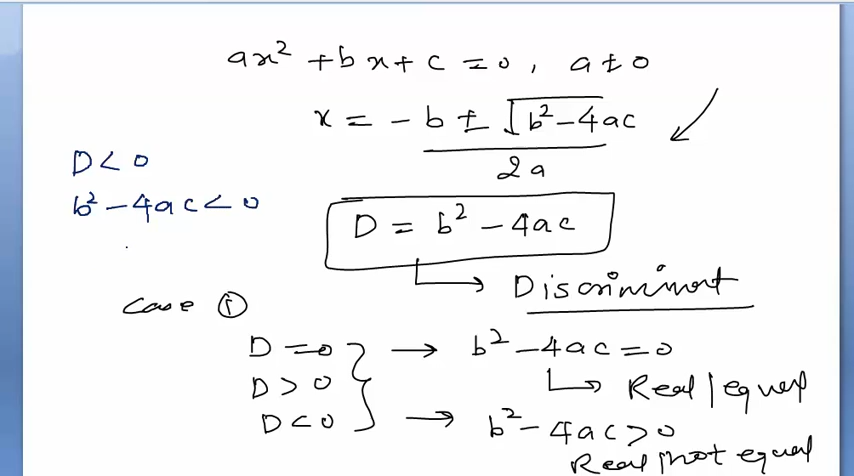 ax² + bx + c = 0, a ≠ 0
x = - b ± √b² - 4ac
2a
D < 0
b² - 4ac < 0
D = b² - 4ac
→ Discriminant
Case ①
D = 0 → b² - 4ac = 0
D > 0 → Real | equal
D < 0 → b² - 4ac > 0
Real | not equal